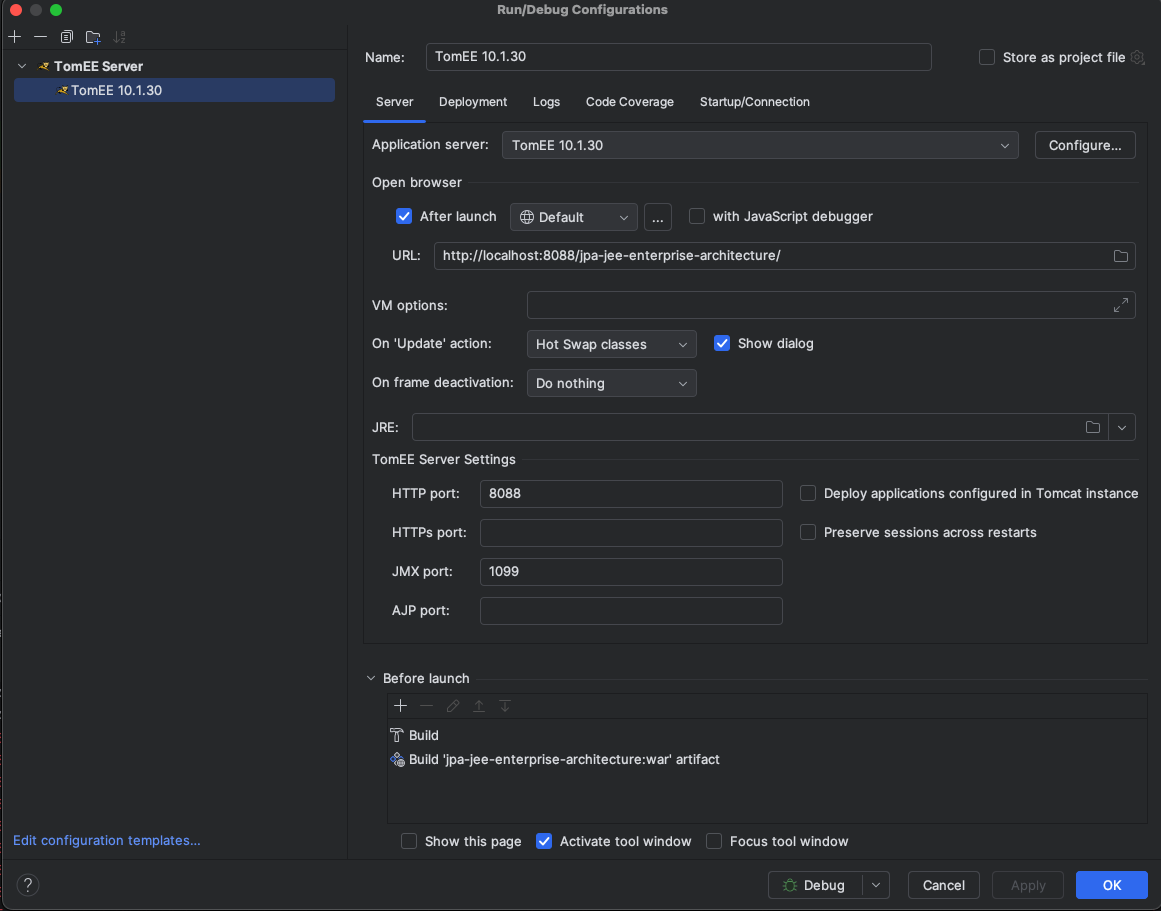 Run/Debug Configurations
TomEE Server
TomEE 10.1.30
Name: TomEE 10.1.30 Store as project file
Server Deployment Logs Code Coverage Startup/Connection
Application server: TomEE 10.1.30 Configure...
Open browser
After launch Default ... with JavaScript debugger
URL: http://localhost:8088/jpa-jee-enterprise-architecture/
VM options:
On 'Update' action: Hot Swap classes Show dialog
On frame deactivation: Do nothing
JRE:
TomEE Server Settings
HTTP port: 8088 Deploy applications configured in Tomcat instance
HTTPs port: Preserve sessions across restarts
JMX port: 1099
AJP port:
Before launch
Build
Build 'jpa-jee-enterprise-architecture:war' artifact
Show this page Activate tool window Focus tool window
Edit configuration templates...
? Debug Cancel Apply OK